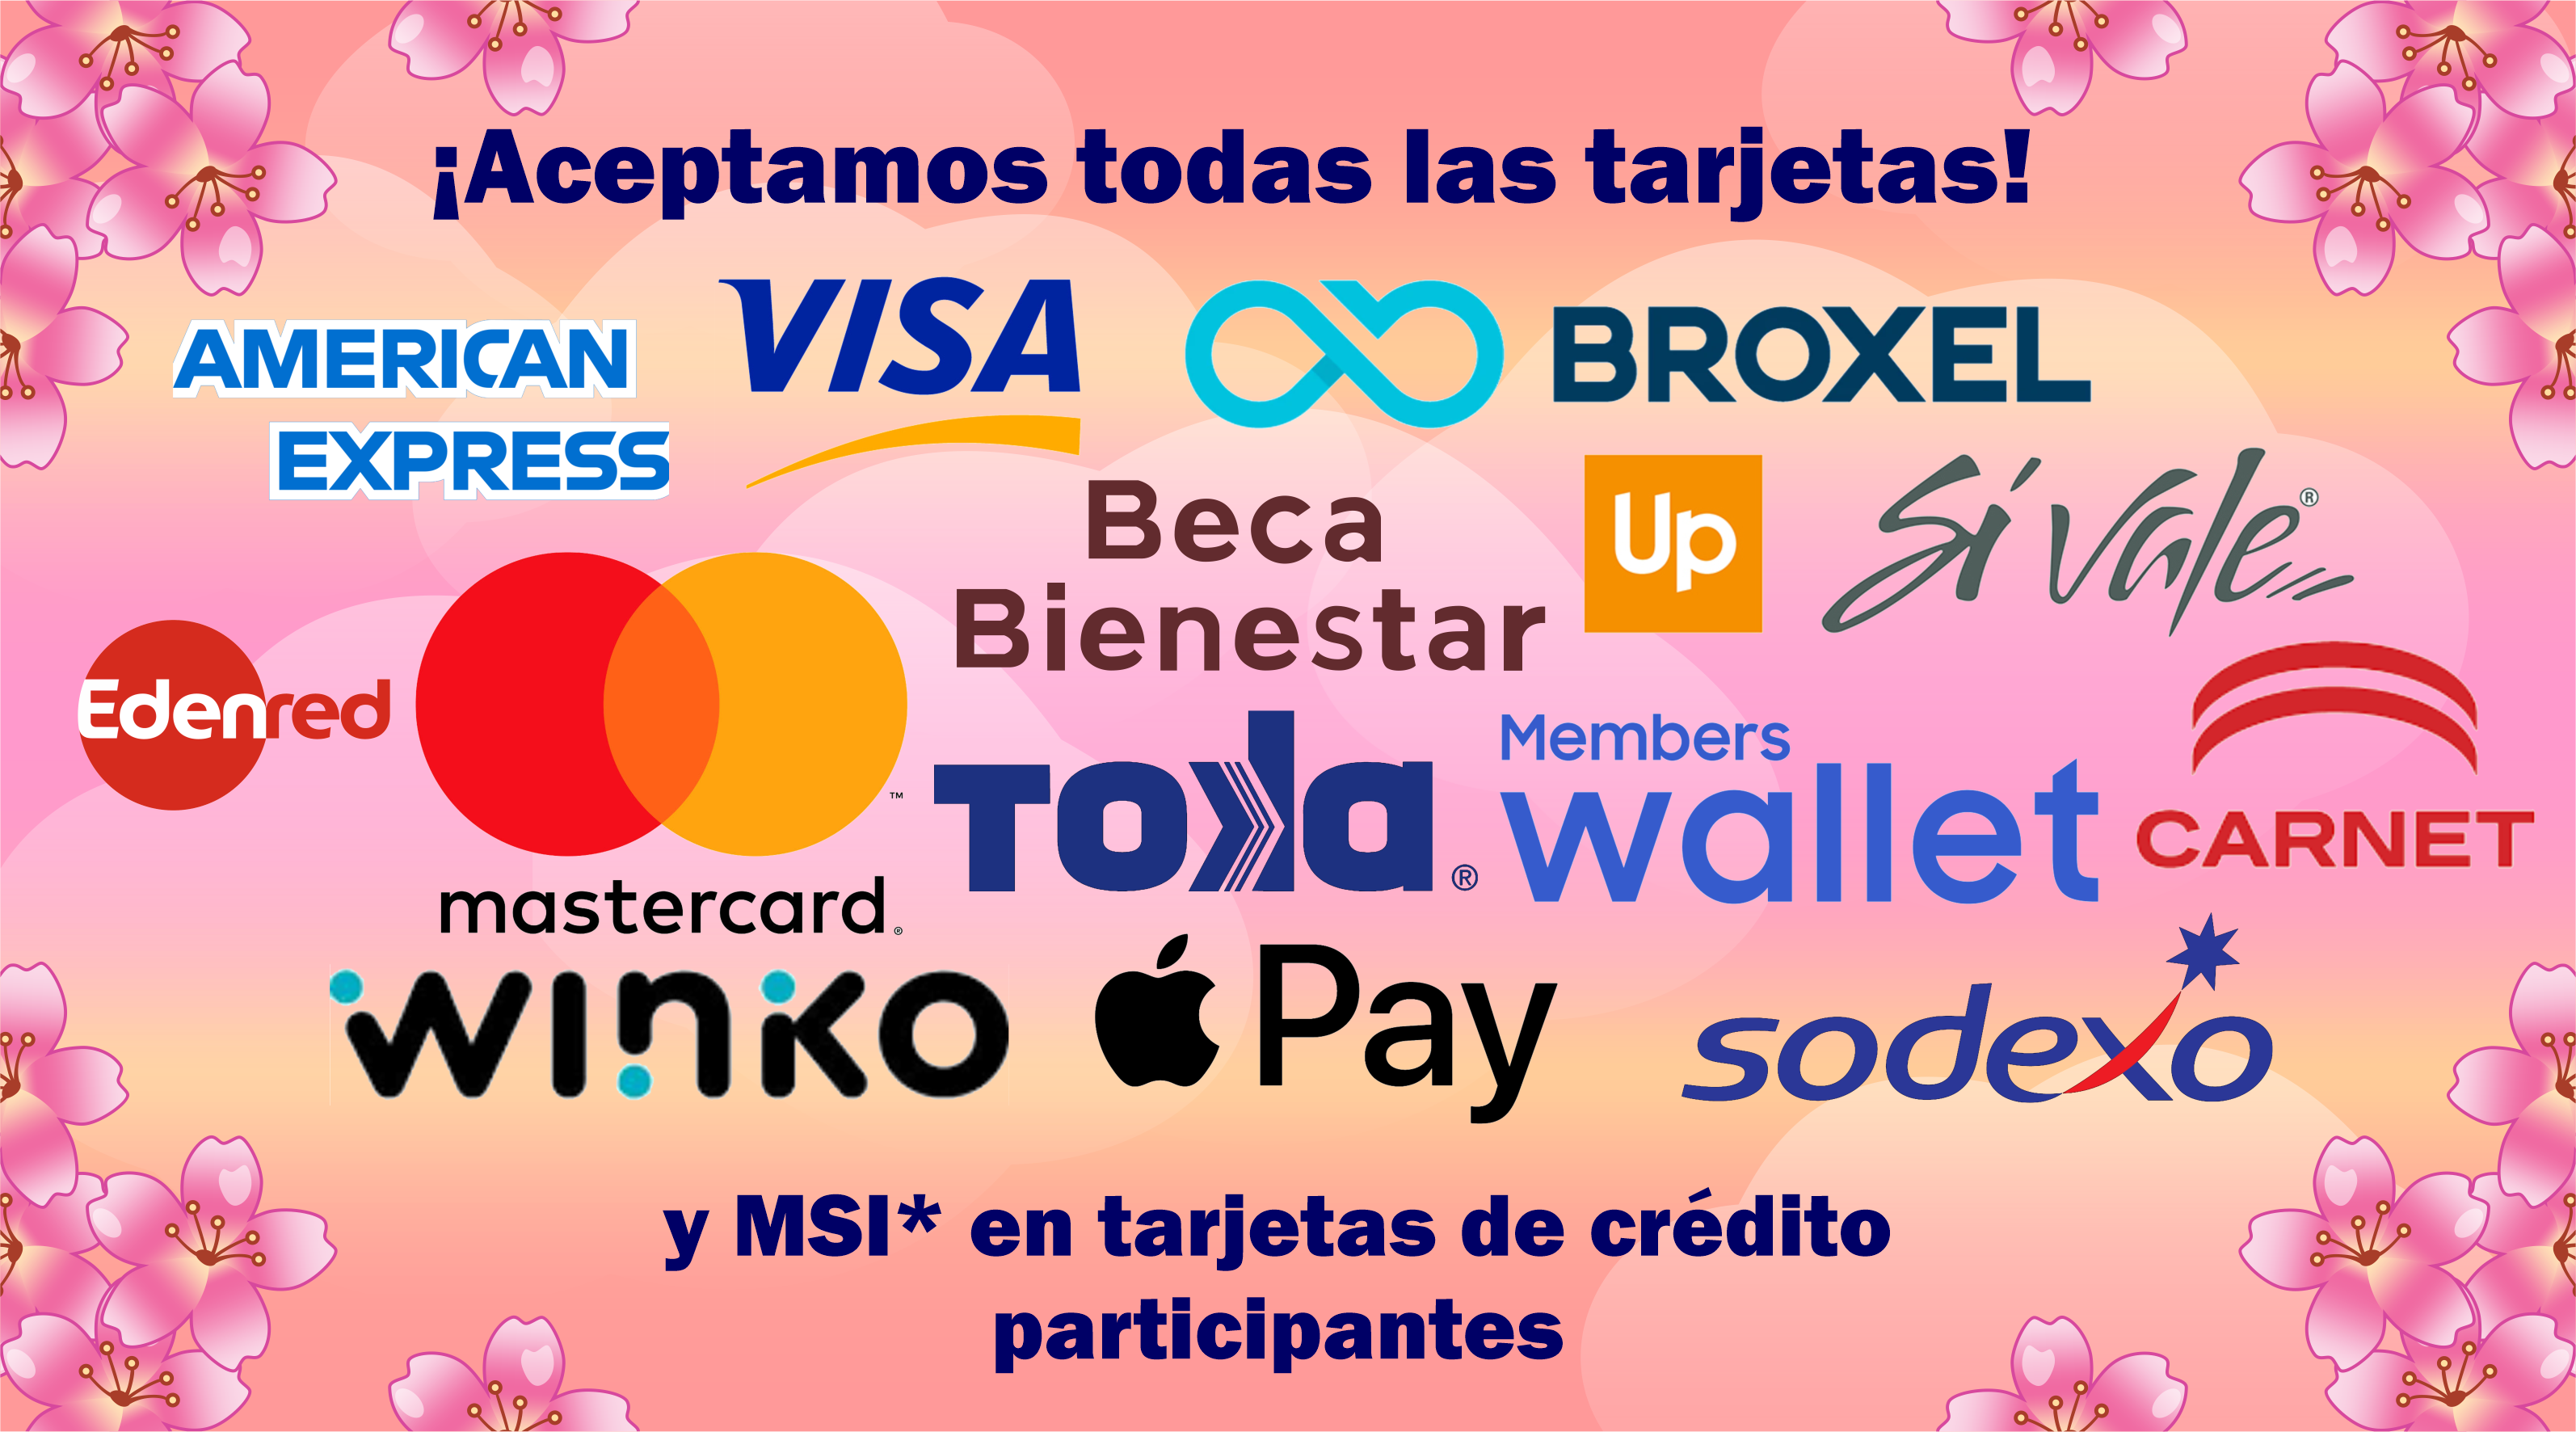 ¡Aceptamos todas las tarjetas!
AMERICAN
EXPRESS
VISA
BROXEL
Beca
Bienestar
Up
Sí Vale®
Edenred
mastercard®
™
TOKA®
Members
wallet
CARNET
WINKO
Pay
sodexo
y MSI* en tarjetas de crédito
participantes